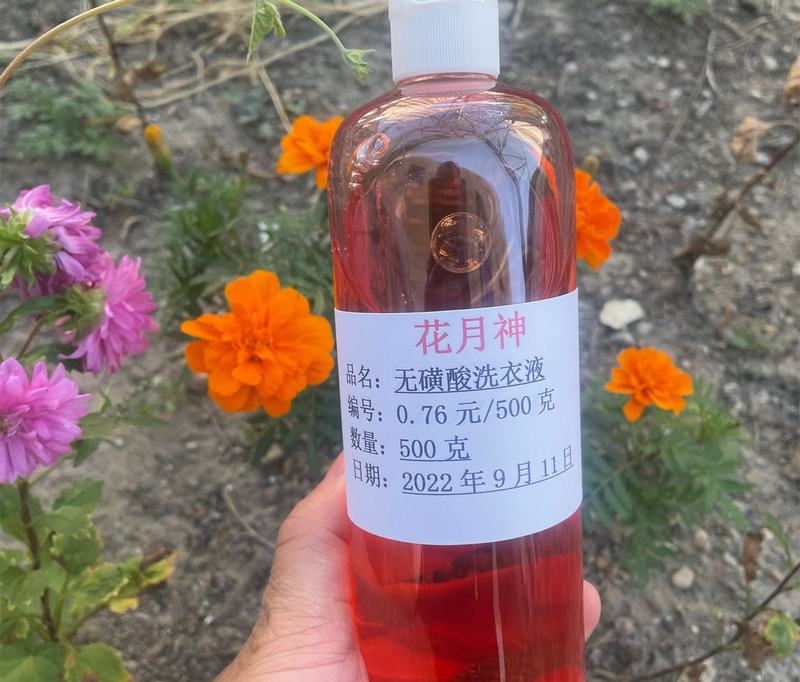 花月神
品名：无磺酸洗衣液
编号：0.76 元/500 克
数量：500 克
日期：2022 年 9 月 11 日